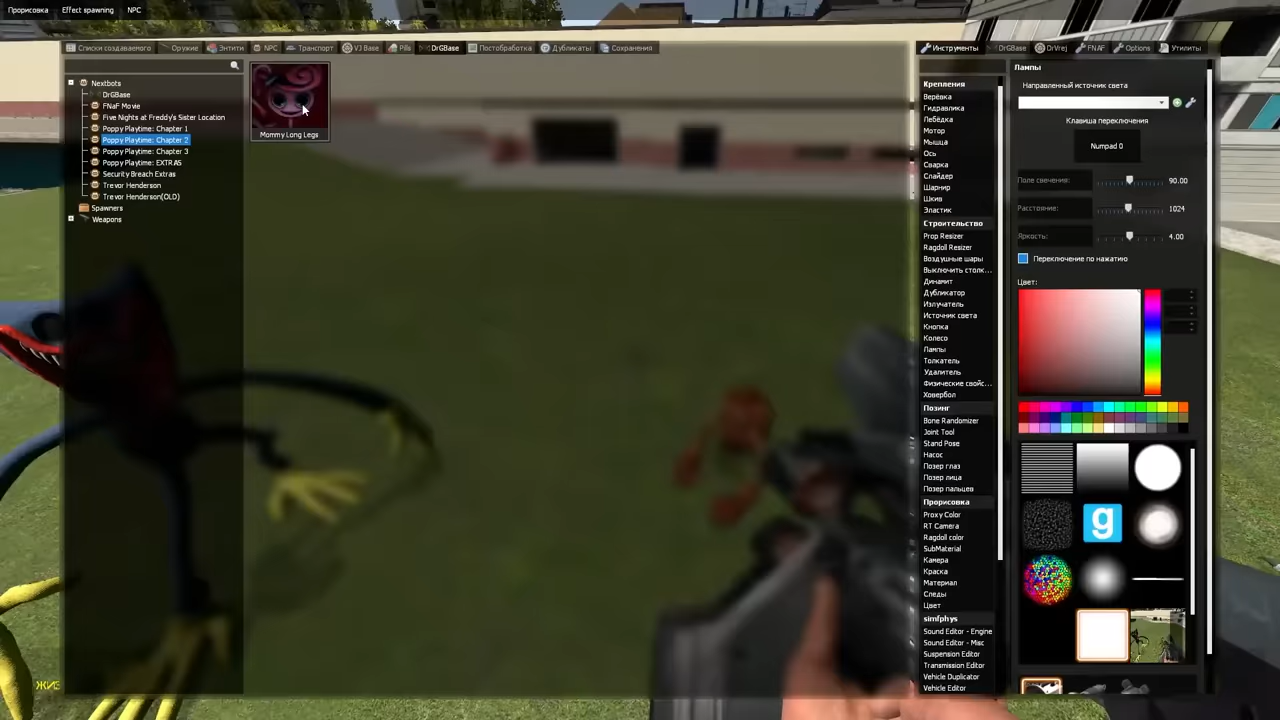 Прорисовка Effect spawning NPC
Списки создаваемого Оружие Энтити NPC Транспорт VJ Base Pills DrGBase Постобработка Дубликаты Сохранения
Nextbots
DrGBase
FNaF Movie
Five Nights at Freddy's Sister Location
Poppy Playtime: Chapter 1
Poppy Playtime: Chapter 2
Poppy Playtime: Chapter 3
Poppy Playtime: EXTRAS
Security Breach Extras
Trevor Henderson
Trevor Henderson(OLD)
Spawners
Weapons
Mommy Long Legs
Инструменты DrGBase OrVrej FNAF Options Утилиты
Крепления
Верёвка
Гидравлика
Лебёдка
Мотор
Мышца
Ось
Сварка
Слайдер
Шарнир
Шкив
Эластик
Строительство
Prop Resizer
Ragdoll Resizer
Воздушные шары
Выключить столк...
Динамит
Дубликатор
Излучатель
Источник света
Кнопка
Колесо
Лампы
Толкатель
Удалитель
Физические свойс...
Ховербол
Позинг
Bone Randomizer
Joint Tool
Stand Pose
Насос
Позер глаз
Позер лица
Позер пальцев
Прорисовка
Proxy Color
RT Camera
Ragdoll color
SubMaterial
Камера
Краска
Материал
Следы
Цвет
simfphys
Sound Editor - Engine
Sound Editor - Misc
Suspension Editor
Transmission Editor
Vehicle Duplicator
Vehicle Editor
Лампы
Направленный источник света
Клавиша переключения
Numpad 0
Поле свечения: 90.00
Расстояние: 1024
Яркость: 4.00
Переключение по нажатию
Цвет:
g